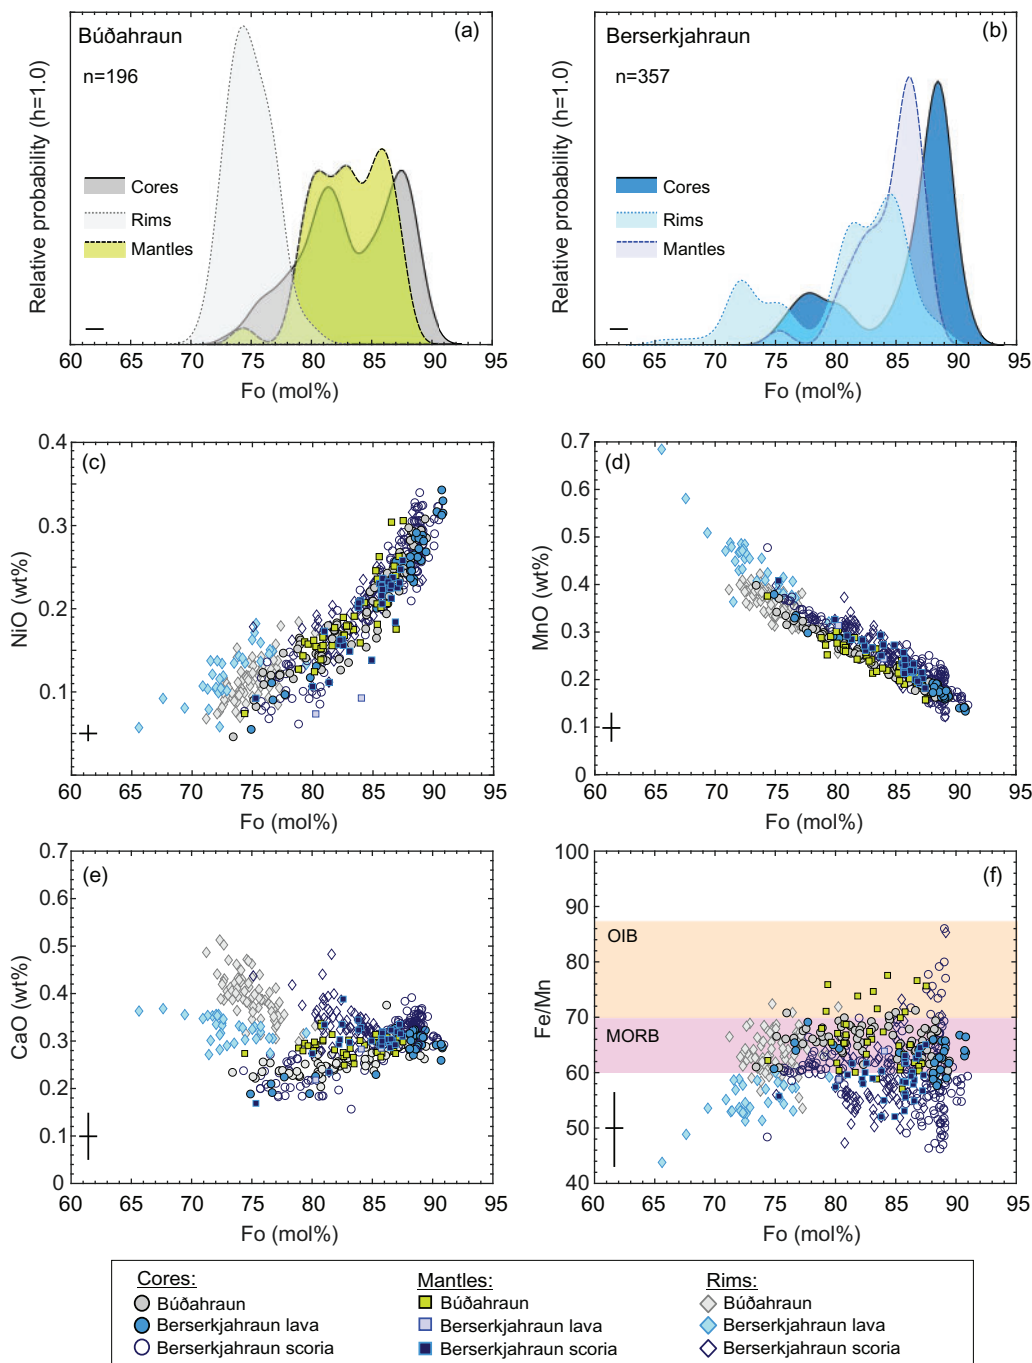 Búðahraun (a)
n=196
Cores
Rims
Mantles
Relative probability (h=1.0)
60 65 70 75 80 85 90 95
Fo (mol%)
Berserkjahraun (b)
n=357
Cores
Rims
Mantles
Relative probability (h=1.0)
60 65 70 75 80 85 90 95
Fo (mol%)
(c)
0.4
0.3
0.2
0.1
NiO (wt%)
60 65 70 75 80 85 90 95
Fo (mol%)
(d)
0.7
0.6
0.5
0.4
0.3
0.2
0.1
0
MnO (wt%)
60 65 70 75 80 85 90 95
Fo (mol%)
(e)
0.7
0.6
0.5
0.4
0.3
0.2
0.1
0
CaO (wt%)
60 65 70 75 80 85 90 95
Fo (mol%)
(f)
100
90
80
70
60
50
40
Fe/Mn
OIB
MORB
60 65 70 75 80 85 90 95
Fo (mol%)
Cores:
Búðahraun
Berserkjahraun lava
Berserkjahraun scoria
Mantles:
Búðahraun
Berserkjahraun lava
Berserkjahraun scoria
Rims:
Búðahraun
Berserkjahraun lava
Berserkjahraun scoria